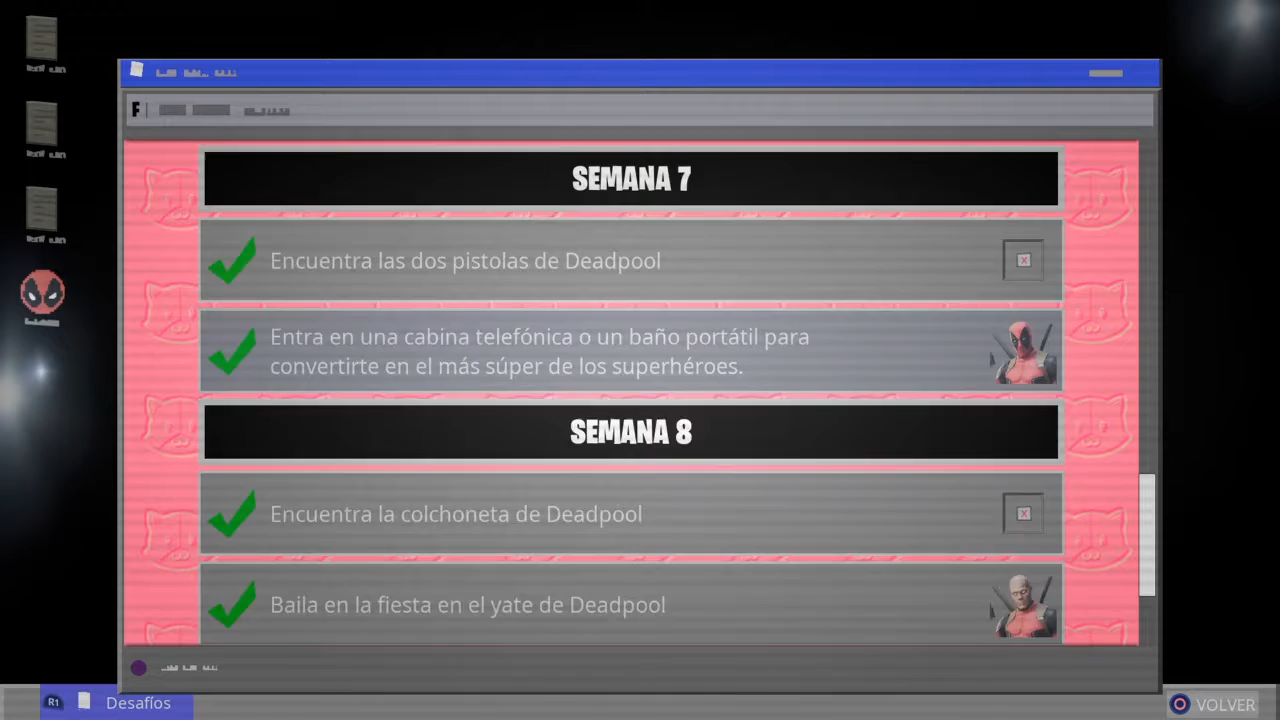 F
SEMANA 7
Encuentra las dos pistolas de Deadpool
Entra en una cabina telefónica o un baño portátil para
convertirte en el más súper de los superhéroes.
SEMANA 8
Encuentra la colchoneta de Deadpool
Baila en la fiesta en el yate de Deadpool
R1 Desafíos
VOLVER